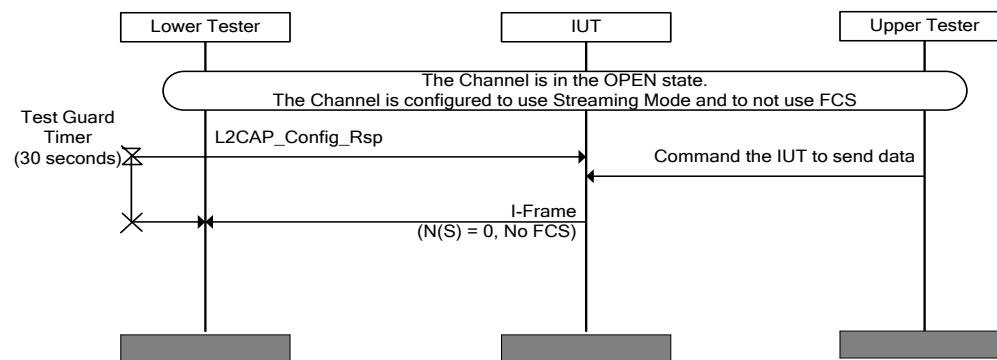 Lower Tester
IUT
Upper Tester
The Channel is in the OPEN state.
The Channel is configured to use Streaming Mode and to not use FCS
Test Guard
Timer
(30 seconds)
L2CAP_Config_Rsp
Command the IUT to send data
I-Frame
(N(S) = 0, No FCS)